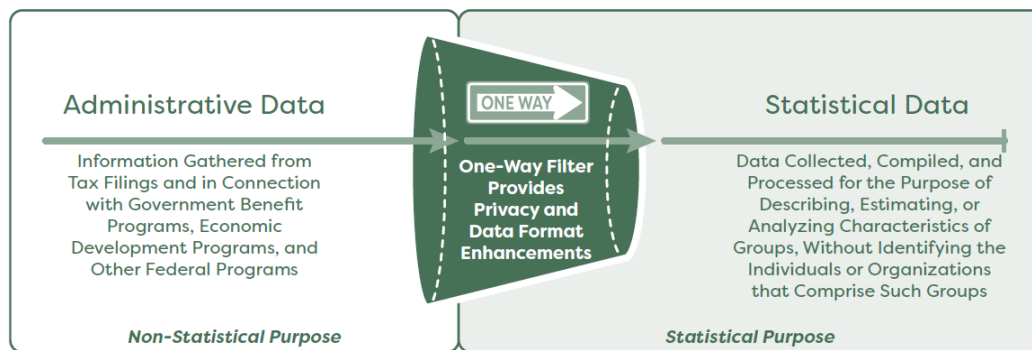 Administrative Data
Information Gathered from
Tax Filings and in Connection
with Government Benefit
Programs, Economic
Development Programs, and
Other Federal Programs
Non-Statistical Purpose
ONE WAY
One-Way Filter
Provides
Privacy and
Data Format
Enhancements
Statistical Data
Data Collected, Compiled, and
Processed for the Purpose of
Describing, Estimating, or
Analyzing Characteristics of
Groups, Without Identifying the
Individuals or Organizations
that Comprise Such Groups
Statistical Purpose